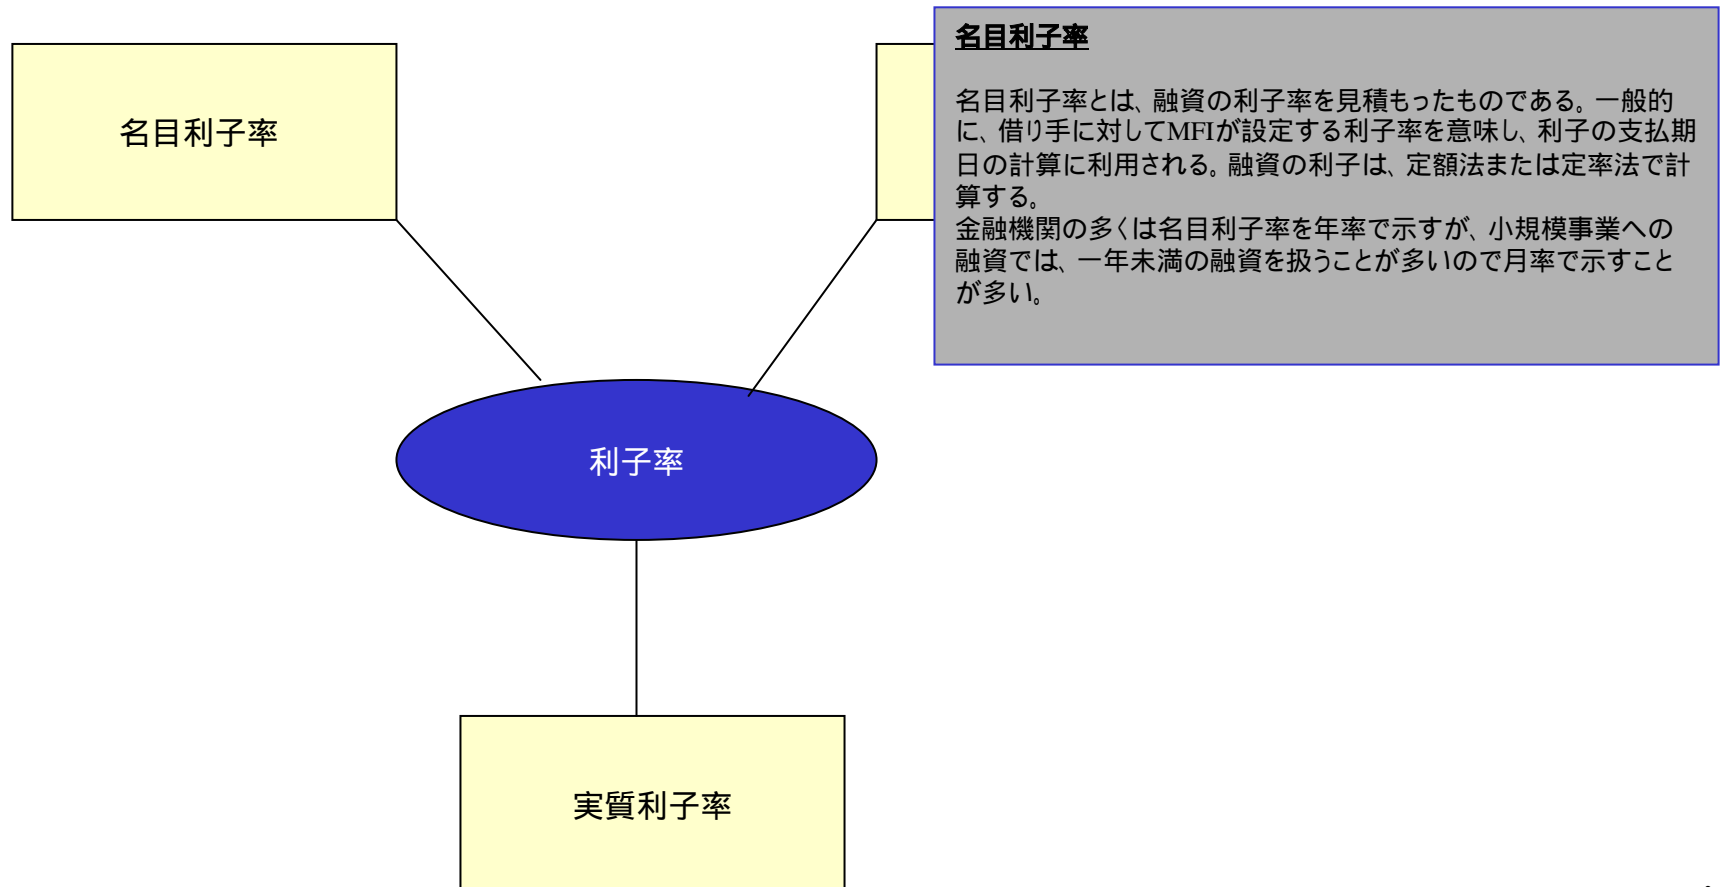 名目利子率
名目利子率
名目利子率とは、融資の利子率を見積もったものである。一般的
に、借り手に対してMFIが設定する利子率を意味し、利子の支払期
日の計算に利用される。融資の利子は、定額法または定率法で計
算する。
金融機関の多くは名目利子率を年率で示すが、小規模事業への
融資では、一年未満の融資を扱うことが多いので月率で示すこと
が多い。
利子率
実質利子率